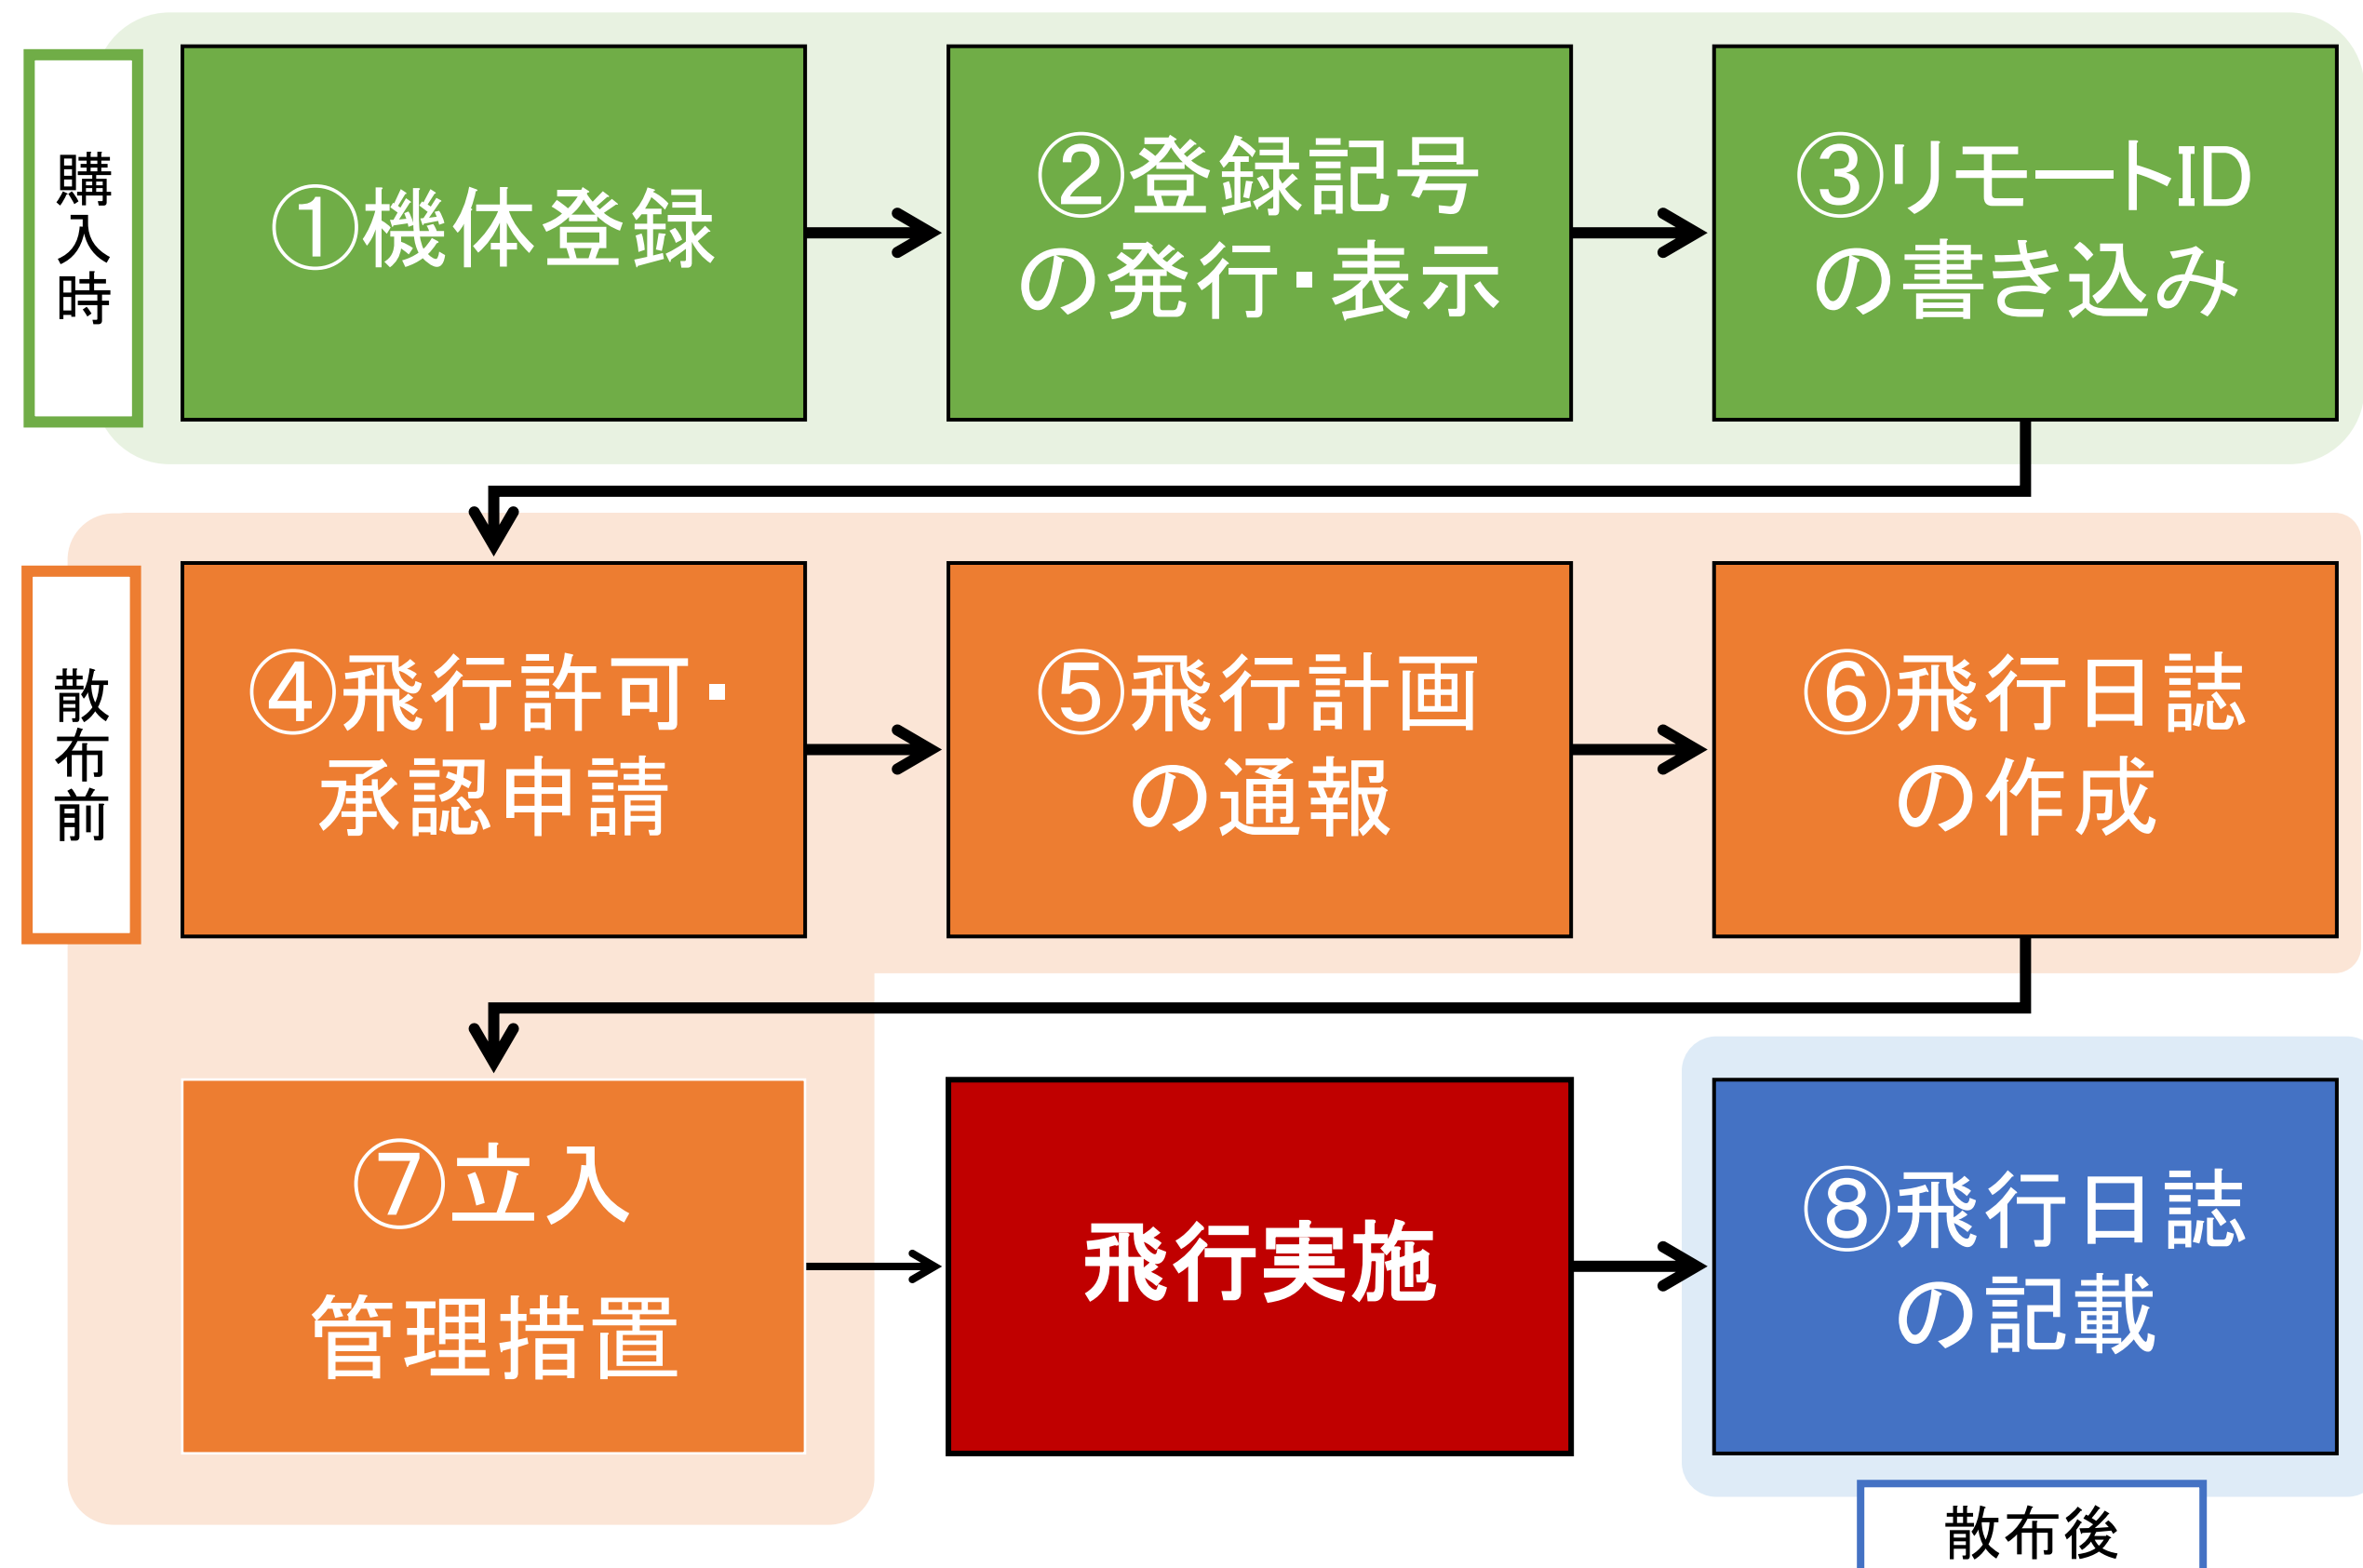 購入時
①機体登録
②登録記号
の発行・表示
③リモートID
の書き込み
散布前
④飛行許可・
承認申請
⑤飛行計画
の通報
⑥飛行日誌
の作成
⑦立入
管理措置
飛行実施
⑧飛行日誌
の記載
散布後